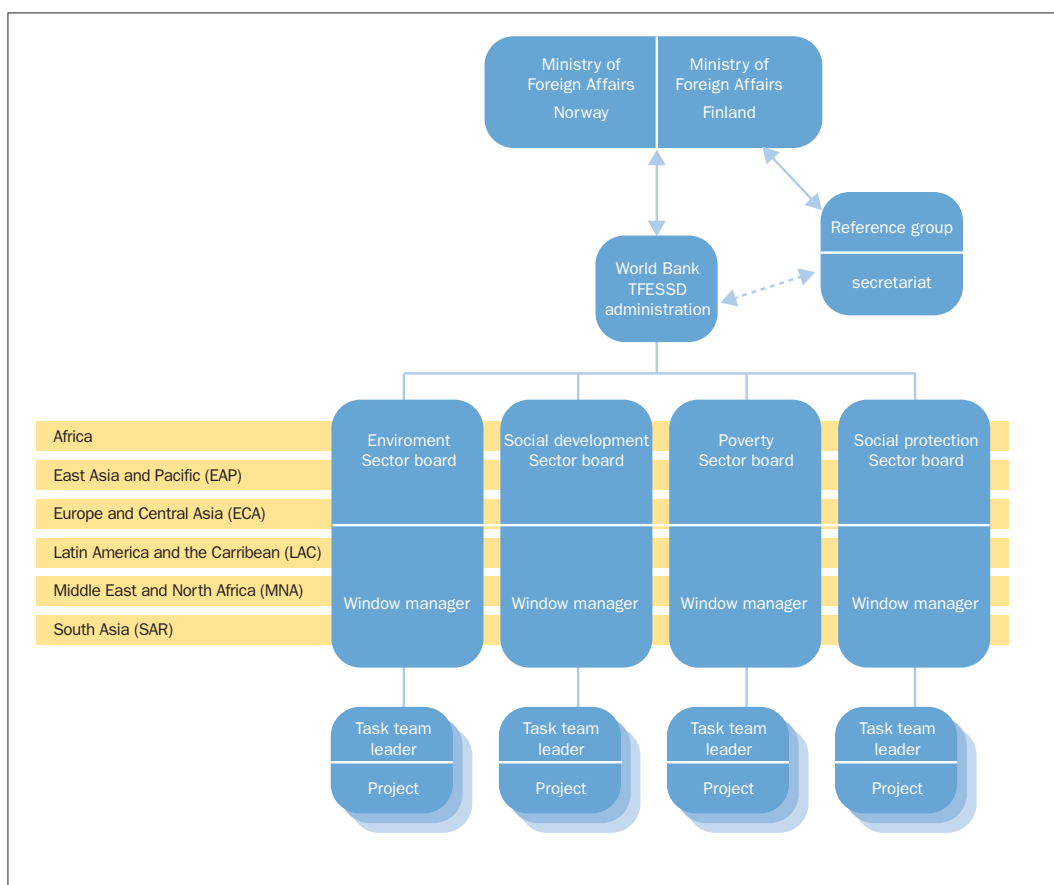 Ministry of
Foreign Affairs
Norway
Ministry of
Foreign Affairs
Finland
Reference group
secretariat
World Bank
TFESSD
administration
Africa
East Asia and Pacific (EAP)
Europe and Central Asia (ECA)
Latin America and the Carribean (LAC)
Middle East and North Africa (MNA)
South Asia (SAR)
Enviroment
Sector board
Window manager
Social development
Sector board
Window manager
Poverty
Sector board
Window manager
Social protection
Sector board
Window manager
Task team
leader
Project
Task team
leader
Project
Task team
leader
Project
Task team
leader
Project